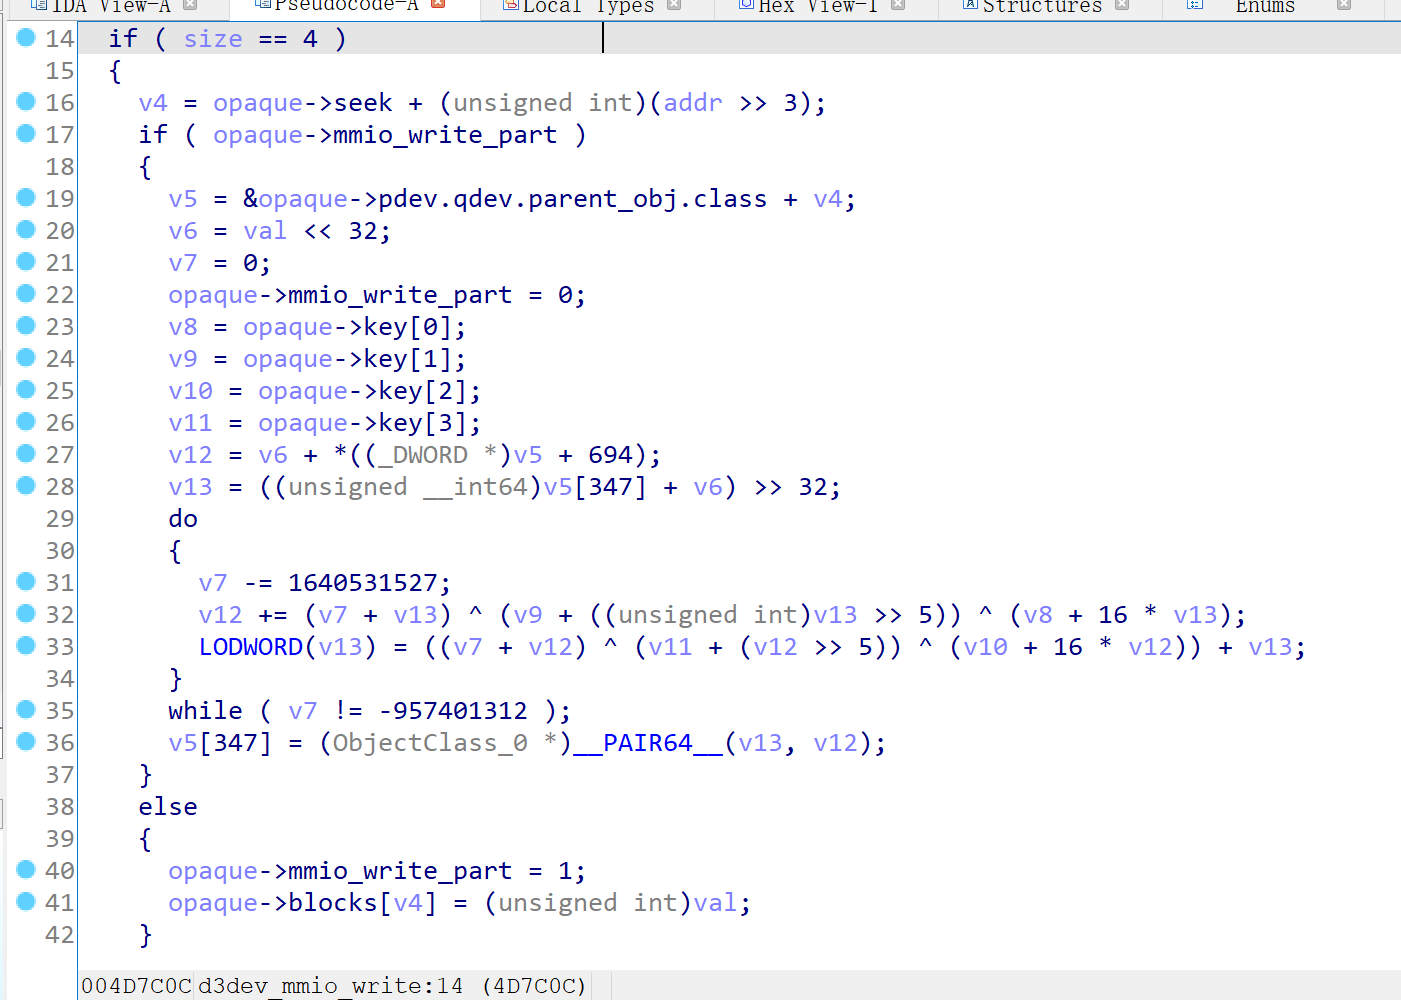 IDA View-A Pseudocode-A Local Types Hex View-1 Structures Enums
14 if ( size == 4 )
15 {
16 v4 = opaque->seek + (unsigned int)(addr >> 3);
17 if ( opaque->mmio_write_part )
18 {
19 v5 = &opaque->pdev.qdev.parent_obj.class + v4;
20 v6 = val << 32;
21 v7 = 0;
22 opaque->mmio_write_part = 0;
23 v8 = opaque->key[0];
24 v9 = opaque->key[1];
25 v10 = opaque->key[2];
26 v11 = opaque->key[3];
27 v12 = v6 + *((_DWORD *)v5 + 694);
28 v13 = ((unsigned __int64)v5[347] + v6) >> 32;
29 do
30 {
31 v7 -= 1640531527;
32 v12 += (v7 + v13) ^ (v9 + ((unsigned int)v13 >> 5)) ^ (v8 + 16 * v13);
33 LODWORD(v13) = ((v7 + v12) ^ (v11 + (v12 >> 5)) ^ (v10 + 16 * v12)) + v13;
34 }
35 while ( v7 != -957401312 );
36 v5[347] = (ObjectClass_0 *)__PAIR64__(v13, v12);
37 }
38 else
39 {
40 opaque->mmio_write_part = 1;
41 opaque->blocks[v4] = (unsigned int)val;
42 }
004D7C0C d3dev_mmio_write:14 (4D7C0C)